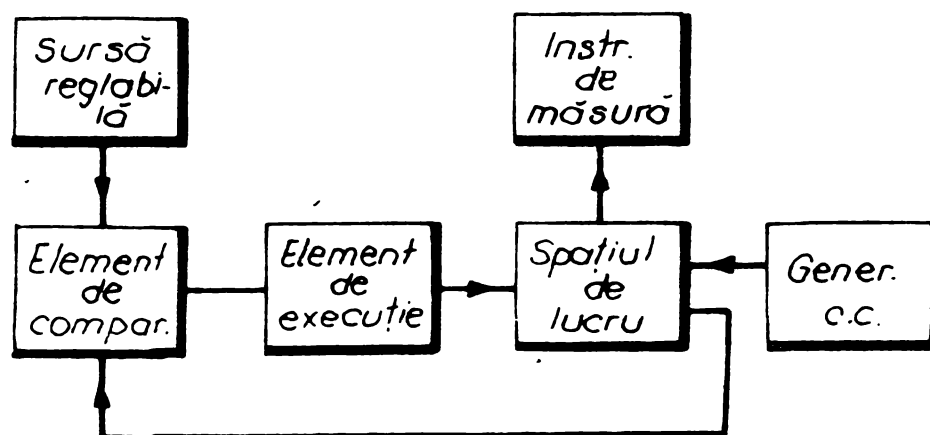 Sursă
reglabi-
lă
Instr.
de
măsură
Element
de
compar.
Element
de
execuție
Spațiul
de
lucru
Gener.
c.c.